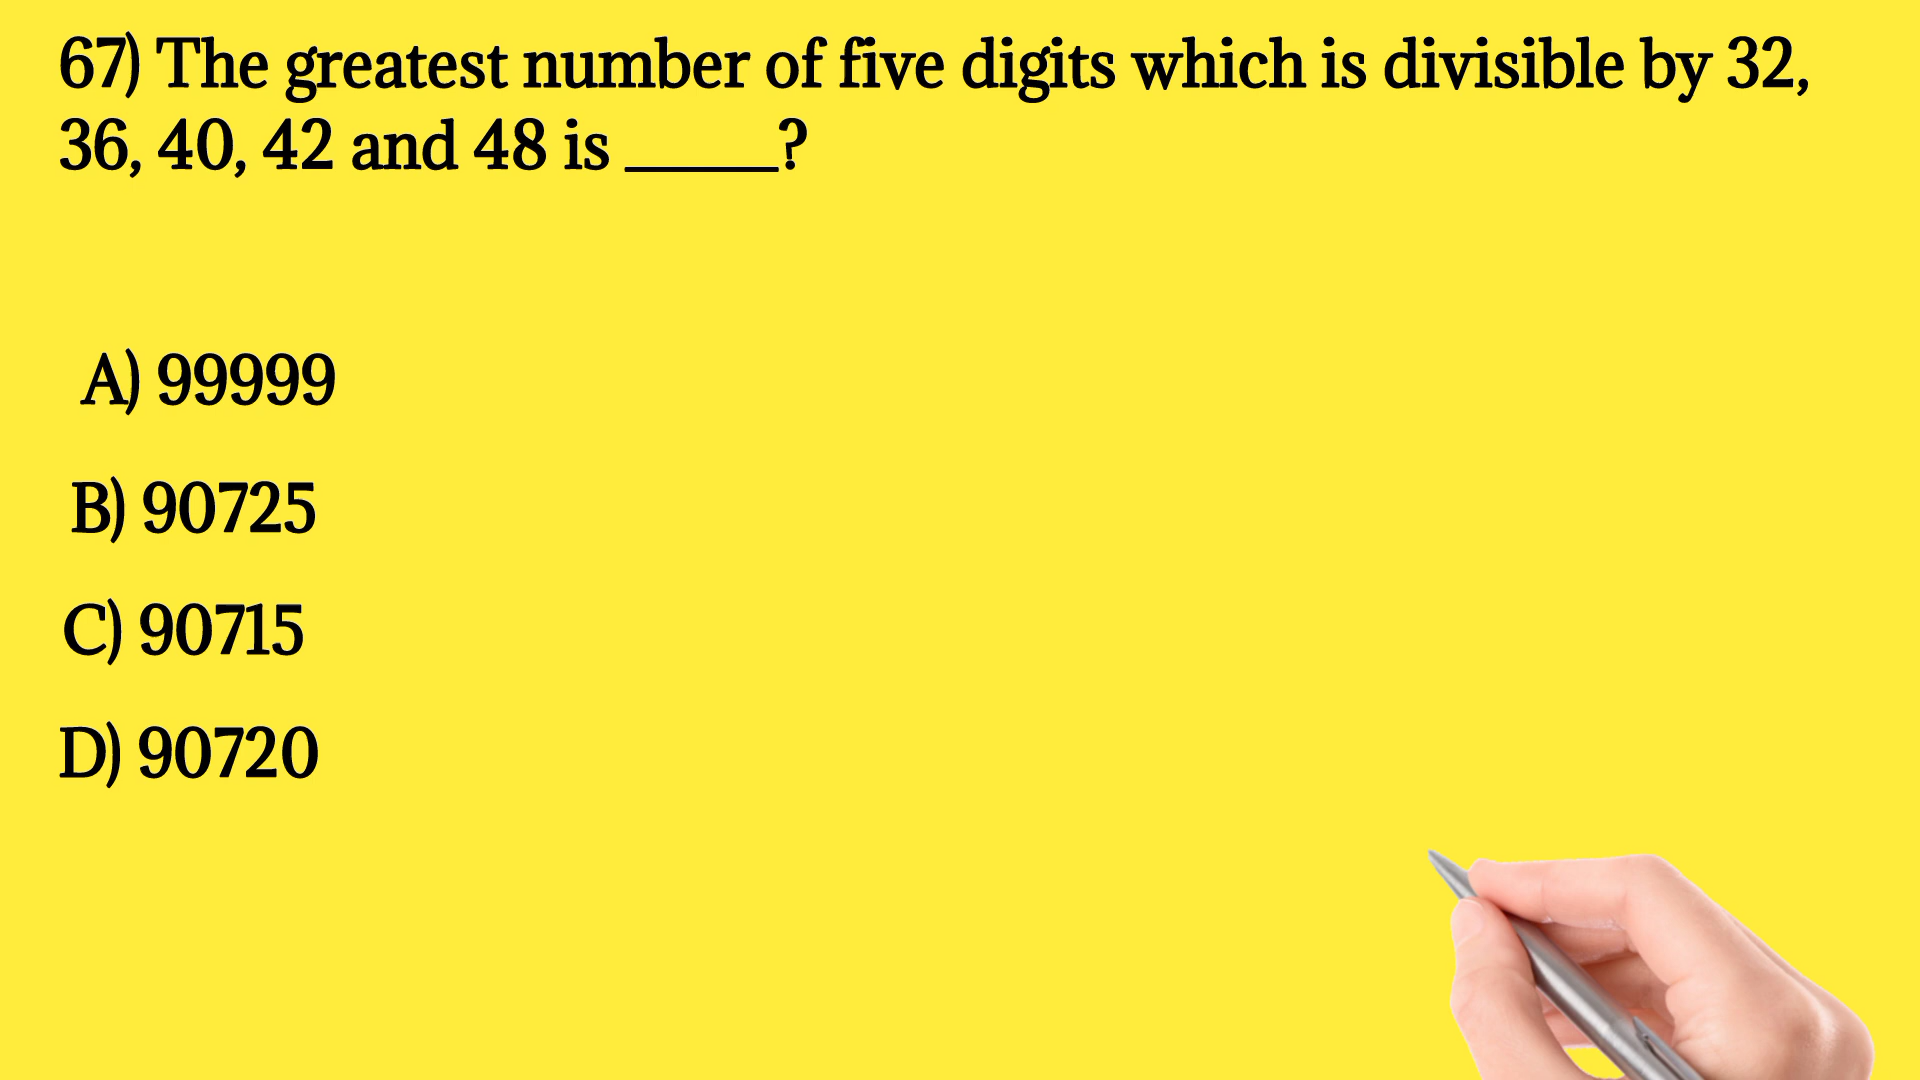 67) The greatest number of five digits which is divisible by 32,
36, 40, 42 and 48 is _____?
A) 99999
B) 90725
C) 90715
D) 90720